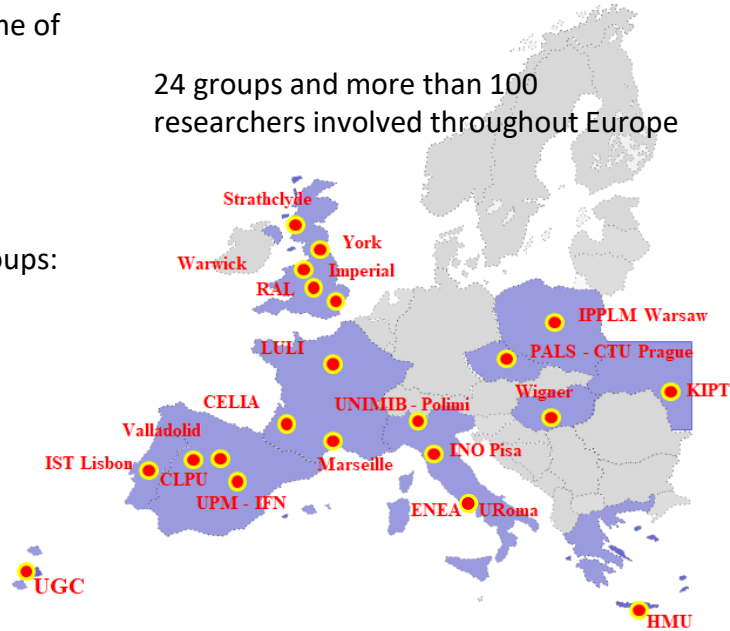 ne of
24 groups and more than 100
researchers involved throughout Europe
oups:
Strathclyde
York
Warwick
Imperial
RAL
IPPLM Warsaw
LULI
PALS - CTU Prague
KIPT
CELIA
UNIMIB - Polimi
Wigner
Valladolid
Marseille
INO Pisa
IST Lisbon
CLPU
UPM - IFN
ENEA
URoma
UGC
HMU